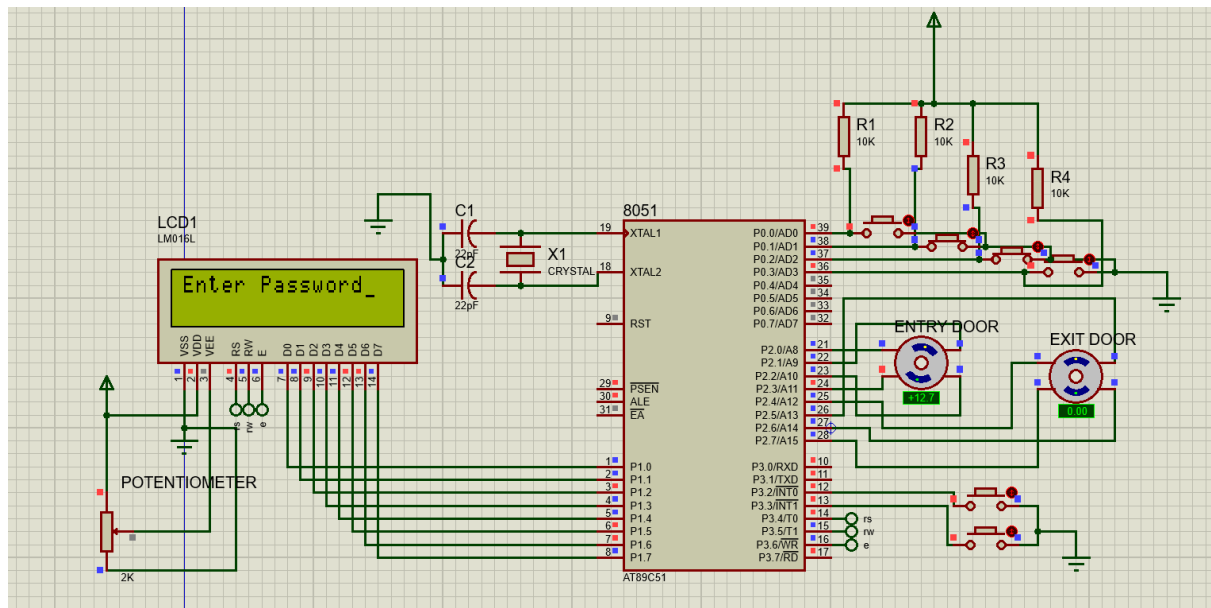 R1
10K
R2
10K
R3
10K
R4
10K
LCD1
LM016L
Enter Password_
VSS
VDD
VEE
RS
RW
E
D0
D1
D2
D3
D4
D5
D6
D7
1
2
3
4
5
6
7
8
9
10
11
12
13
14
rs
rw
e
C1
22pF
C2
22pF
X1
CRYSTAL
8051
19 XTAL1
18 XTAL2
9 RST
29 PSEN
30 ALE
31 EA
1 P1.0
2 P1.1
3 P1.2
4 P1.3
5 P1.4
6 P1.5
7 P1.6
8 P1.7
P0.0/AD0 39
P0.1/AD1 38
P0.2/AD2 37
P0.3/AD3 36
P0.4/AD4 35
P0.5/AD5 34
P0.6/AD6 33
P0.7/AD7 32
P2.0/A8 21
P2.1/A9 22
P2.2/A10 23
P2.3/A11 24
P2.4/A12 25
P2.5/A13 26
P2.6/A14 27
P2.7/A15 28
P3.0/RXD 10
P3.1/TXD 11
P3.2/INT0 12
P3.3/INT1 13
P3.4/T0 14
P3.5/T1 15
P3.6/WR 16
P3.7/RD 17
AT89C51
rs
rw
e
ENTRY DOOR
+12.7
EXIT DOOR
0.00
POTENTIOMETER
2K